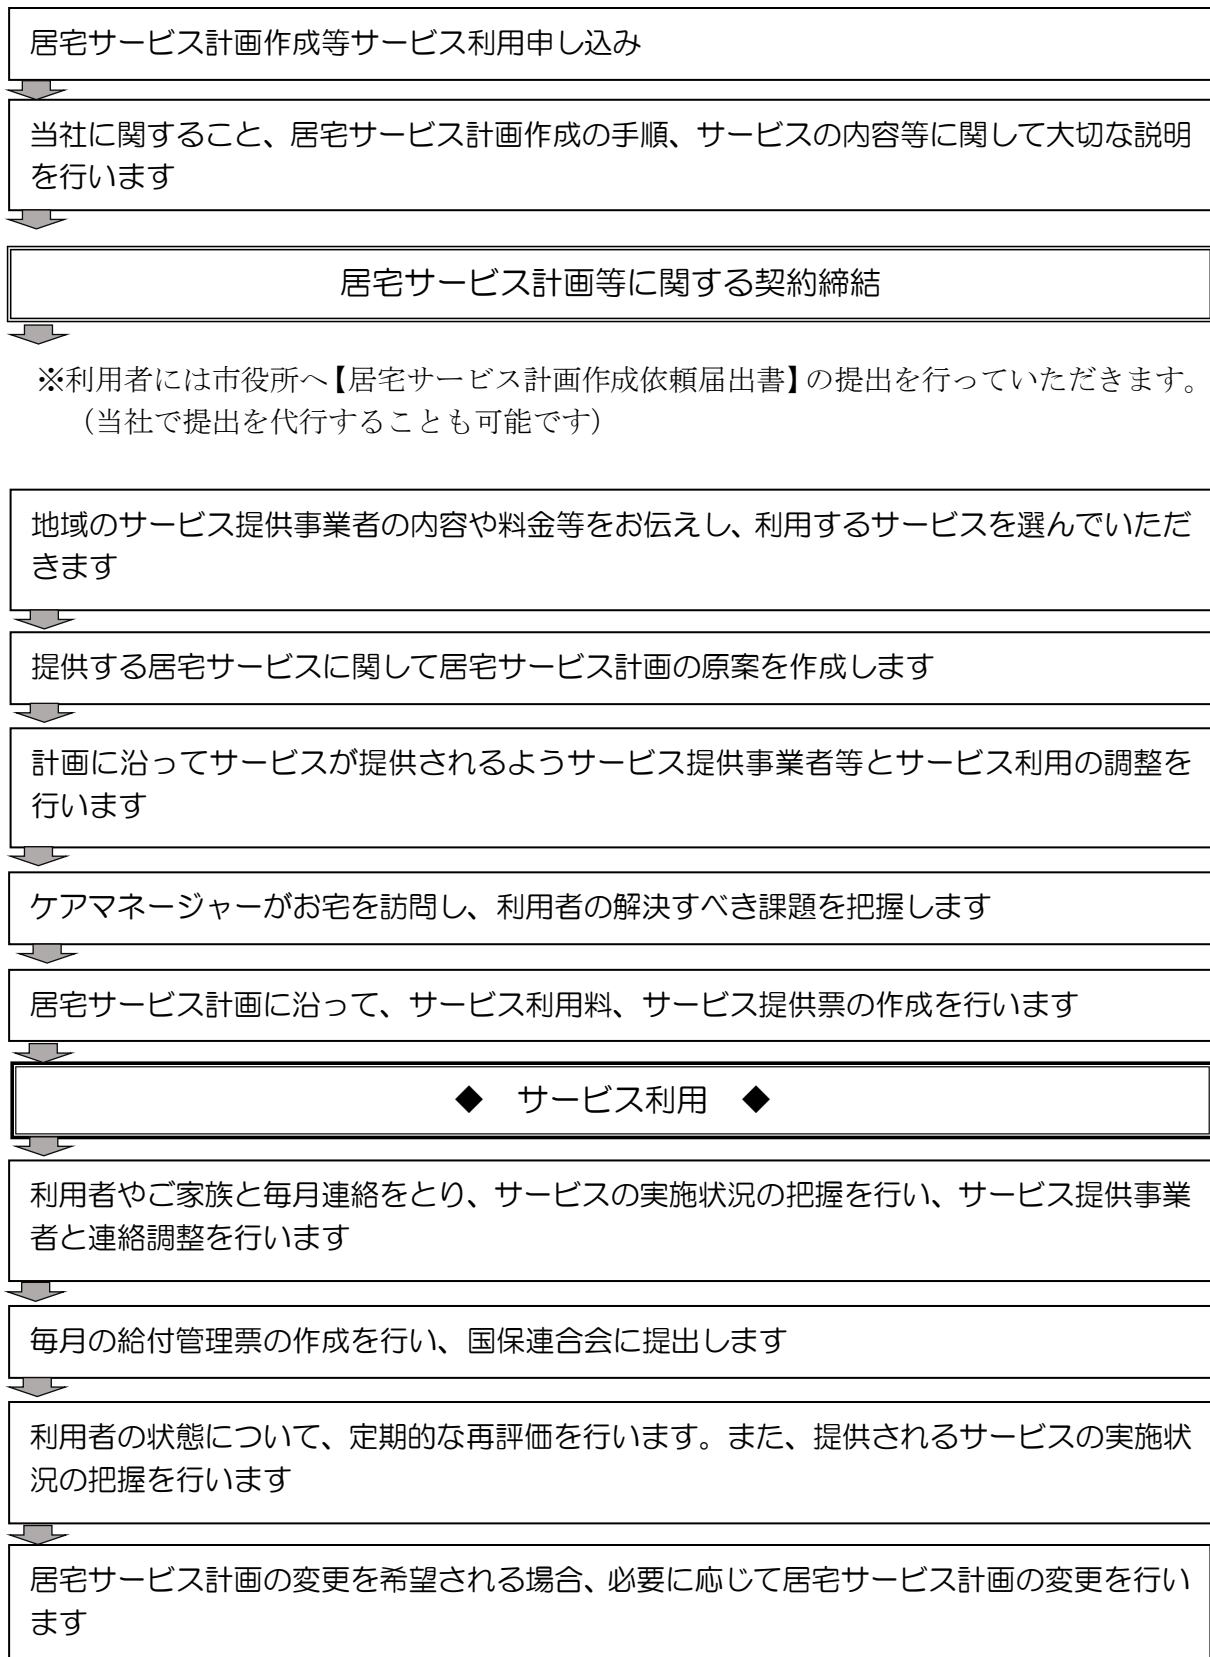 居宅サービス計画作成等サービス利用申し込み
当社に関すること、居宅サービス計画作成の手順、サービスの内容等に関して大切な説明
を行います
居宅サービス計画等に関する契約締結
※利用者には市役所へ【居宅サービス計画作成依頼届出書】の提出を行っていただきます。
（当社で提出を代行することも可能です）
地域のサービス提供事業者の内容や料金等をお伝えし、利用するサービスを選んでいただ
きます
提供する居宅サービスに関して居宅サービス計画の原案を作成します
計画に沿ってサービスが提供されるようサービス提供事業者等とサービス利用の調整を
行います
ケアマネージャーがお宅を訪問し、利用者の解決すべき課題を把握します
居宅サービス計画に沿って、サービス利用料、サービス提供票の作成を行います
◆　サービス利用　◆
利用者やご家族と毎月連絡をとり、サービスの実施状況の把握を行い、サービス提供事業
者と連絡調整を行います
毎月の給付管理票の作成を行い、国保連合会に提出します
利用者の状態について、定期的な再評価を行います。また、提供されるサービスの実施状
況の把握を行います
居宅サービス計画の変更を希望される場合、必要に応じて居宅サービス計画の変更を行い
ます